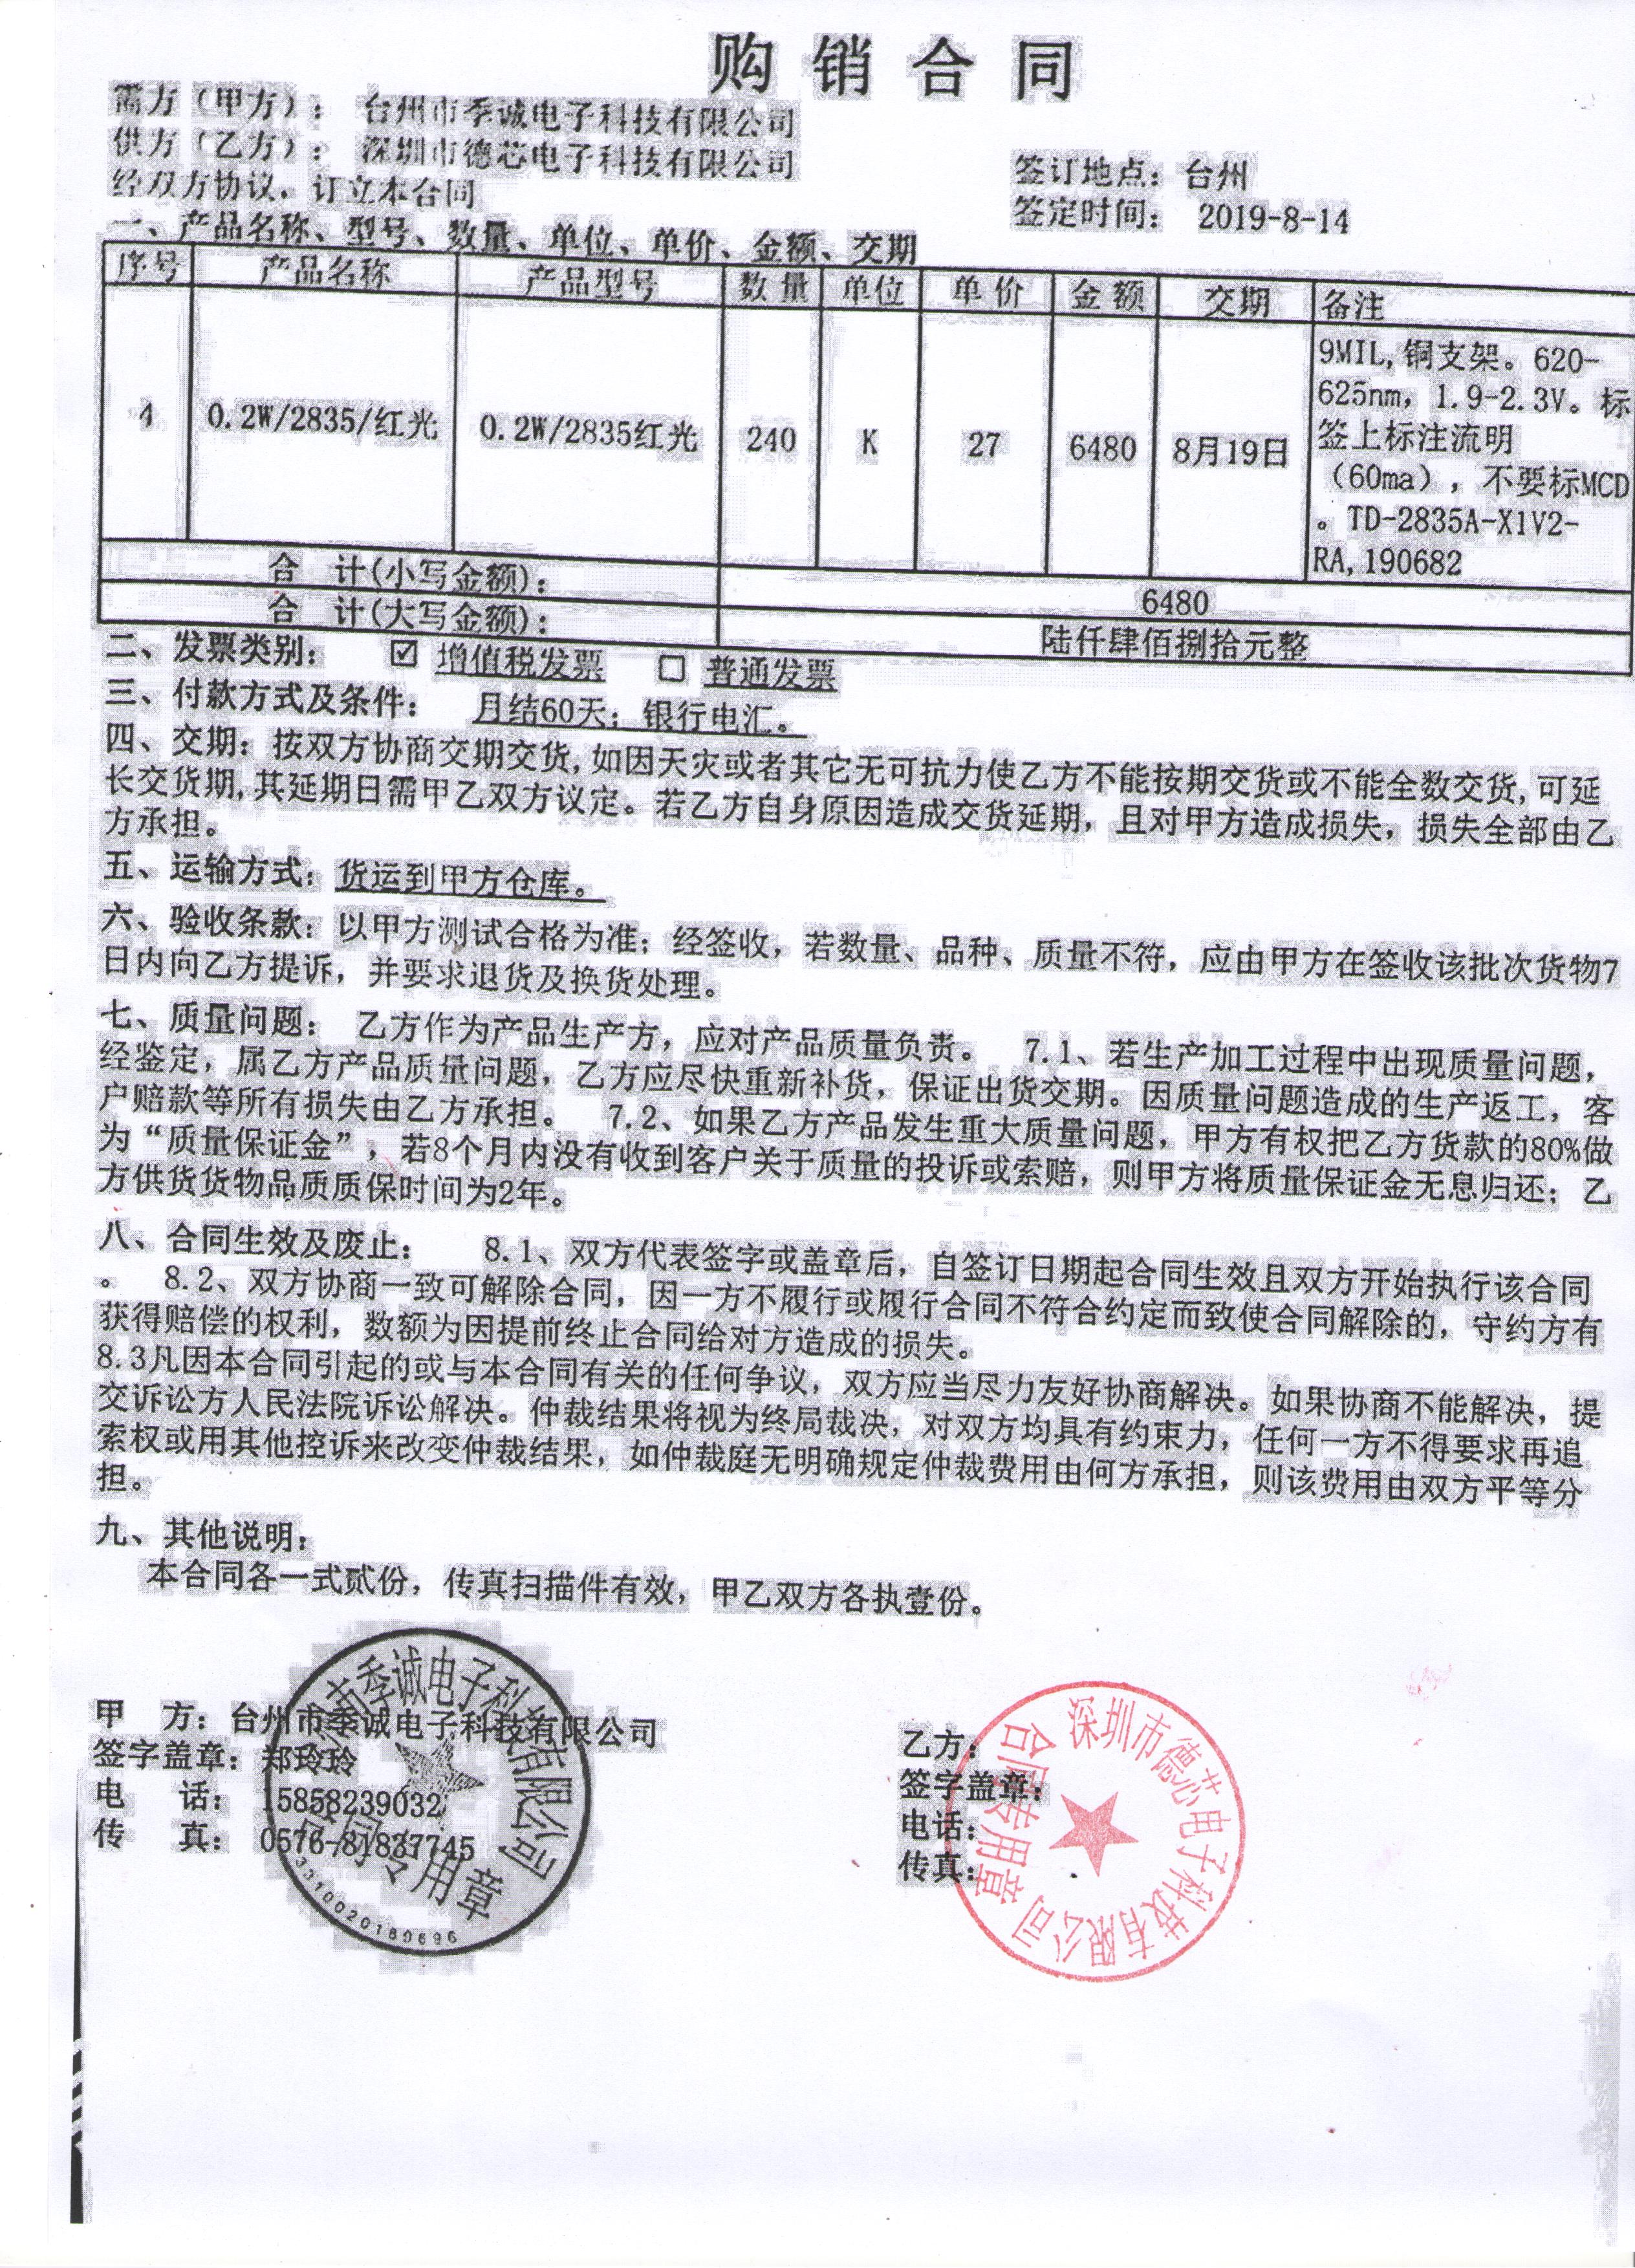 购销合同
需方（甲方）： 台州市季诚电子科技有限公司
供方（乙方）： 深圳市德芯电子科技有限公司
经双方协议，订立本合同
签订地点： 台州
签定时间： 2019-8-14
一、产品名称、型号、数量、单位、单价、金额、交期
序号 产品名称 产品型号 数量 单位 单价 金额 交期 备注
4 0.2W/2835/红光 0.2W/2835红光 240 K 27 6480 8月19日
9MIL,铜支架。620-
625nm，1.9-2.3V。标
签上标注流明
（60ma），不要标MCD
。TD-2835A-X1V2-
RA,190682
合 计(小写金额)： 6480
合 计(大写金额)： 陆仟肆佰捌拾元整
二、发票类别： ☑ 增值税发票 □ 普通发票
三、付款方式及条件： 月结60天；银行电汇。
四、交期：按双方协商交期交货,如因天灾或者其它无可抗力使乙方不能按期交货或不能全数交货,可延
长交货期,其延期日需甲乙双方议定。若乙方自身原因造成交货延期，且对甲方造成损失，损失全部由乙
方承担。
五、运输方式：货运到甲方仓库。
六、验收条款：以甲方测试合格为准；经签收，若数量、品种、质量不符，应由甲方在签收该批次货物7
日内向乙方提诉，并要求退货及换货处理。
七、质量问题： 乙方作为产品生产方，应对产品质量负责。 7.1、若生产加工过程中出现质量问题，
经鉴定，属乙方产品质量问题，乙方应尽快重新补货，保证出货交期。因质量问题造成的生产返工，客
户赔款等所有损失由乙方承担。 7.2、如果乙方产品发生重大质量问题，甲方有权把乙方货款的80%做
为“质量保证金”，若8个月内没有收到客户关于质量的投诉或索赔，则甲方将质量保证金无息归还；乙
方供货货物品质质保时间为2年。
八、合同生效及废止： 8.1、双方代表签字或盖章后，自签订日期起合同生效且双方开始执行该合同
。 8.2、双方协商一致可解除合同，因一方不履行或履行合同不符合约定而致使合同解除的，守约方有
获得赔偿的权利，数额为因提前终止合同给对方造成的损失。
8.3凡因本合同引起的或与本合同有关的任何争议，双方应当尽力友好协商解决。如果协商不能解决，提
交诉讼方人民法院诉讼解决。仲裁结果将视为终局裁决，对双方均具有约束力，任何一方不得要求再追
索权或用其他控诉来改变仲裁结果，如仲裁庭无明确规定仲裁费用由何方承担，则该费用由双方平等分
担。
九、其他说明：
本合同各一式贰份，传真扫描件有效，甲乙双方各执壹份。
甲 方：台州市季诚电子科技有限公司
签字盖章：郑玲玲
电 话： 15858239032
传 真： 0576-81837745
市季诚电子科技有限公司
合同专用章
3310020180696
乙方：
签字盖章：
电话：
传真：
深圳市德芯电子科技有限公司
合同专用章